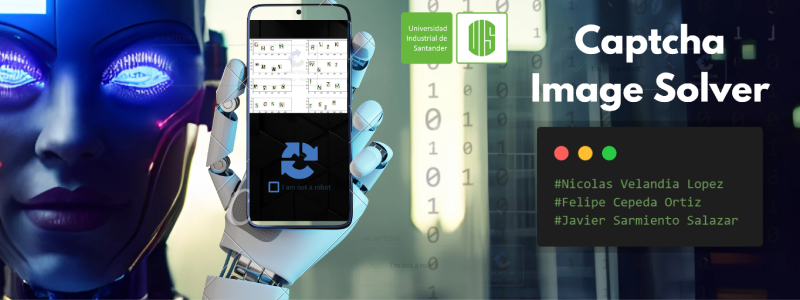 Universidad
Industrial de
Santander
UIS
Captcha
Image Solver
#Nicolas Velandia Lopez
#Felipe Cepeda Ortiz
#Javier Sarmiento Salazar
I am not a robot